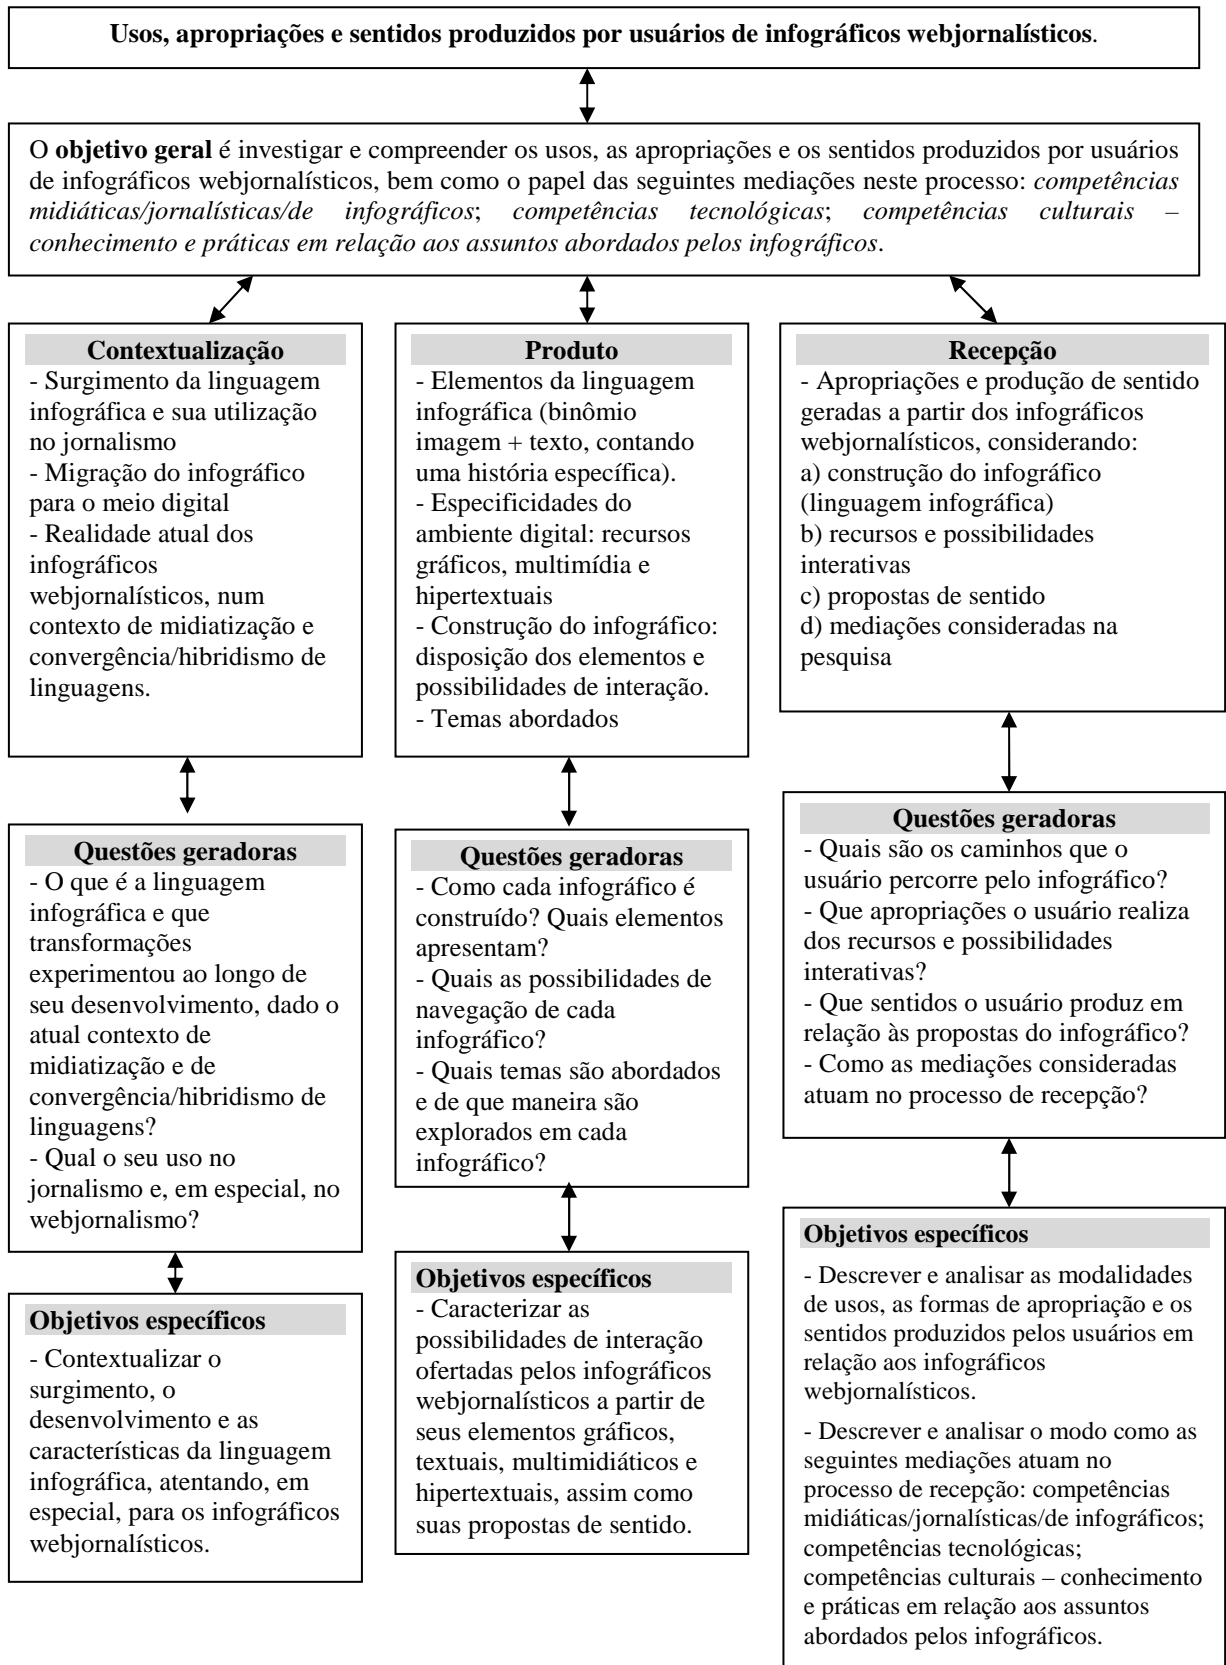 Usos, apropriações e sentidos produzidos por usuários de infográficos webjornalísticos.
O objetivo geral é investigar e compreender os usos, as apropriações e os sentidos produzidos por usuários
de infográficos webjornalísticos, bem como o papel das seguintes mediações neste processo: competências
midiáticas/jornalísticas/de infográficos; competências tecnológicas; competências culturais –
conhecimento e práticas em relação aos assuntos abordados pelos infográficos.
Contextualização
- Surgimento da linguagem
infográfica e sua utilização
no jornalismo
- Migração do infográfico
para o meio digital
- Realidade atual dos
infográficos
webjornalísticos, num
contexto de midiatização e
convergência/hibridismo de
linguagens.
Produto
- Elementos da linguagem
infográfica (binômio
imagem + texto, contando
uma história específica).
- Especificidades do
ambiente digital: recursos
gráficos, multimídia e
hipertextuais
- Construção do infográfico:
disposição dos elementos e
possibilidades de interação.
- Temas abordados
Recepção
- Apropriações e produção de sentido
geradas a partir dos infográficos
webjornalísticos, considerando:
a) construção do infográfico
(linguagem infográfica)
b) recursos e possibilidades
interativas
c) propostas de sentido
d) mediações consideradas na
pesquisa
Questões geradoras
- O que é a linguagem
infográfica e que
transformações
experimentou ao longo de
seu desenvolvimento, dado o
atual contexto de
midiatização e de
convergência/hibridismo de
linguagens?
- Qual o seu uso no
jornalismo e, em especial, no
webjornalismo?
Questões geradoras
- Como cada infográfico é
construído? Quais elementos
apresentam?
- Quais as possibilidades de
navegação de cada
infográfico?
- Quais temas são abordados
e de que maneira são
explorados em cada
infográfico?
Questões geradoras
- Quais são os caminhos que o
usuário percorre pelo infográfico?
- Que apropriações o usuário realiza
dos recursos e possibilidades
interativas?
- Que sentidos o usuário produz em
relação às propostas do infográfico?
- Como as mediações consideradas
atuam no processo de recepção?
Objetivos específicos
- Contextualizar o
surgimento, o
desenvolvimento e as
características da linguagem
infográfica, atentando, em
especial, para os infográficos
webjornalísticos.
Objetivos específicos
- Caracterizar as
possibilidades de interação
ofertadas pelos infográficos
webjornalísticos a partir de
seus elementos gráficos,
textuais, multimidiáticos e
hipertextuais, assim como
suas propostas de sentido.
Objetivos específicos
- Descrever e analisar as modalidades
de usos, as formas de apropriação e os
sentidos produzidos pelos usuários em
relação aos infográficos
webjornalísticos.
- Descrever e analisar o modo como as
seguintes mediações atuam no
processo de recepção: competências
midiáticas/jornalísticas/de infográficos;
competências tecnológicas;
competências culturais – conhecimento
e práticas em relação aos assuntos
abordados pelos infográficos.